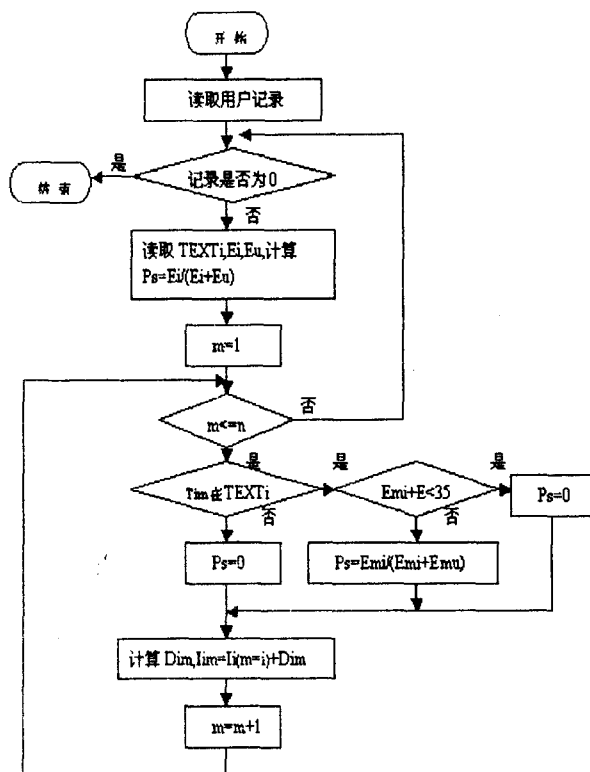 开 始
读取用户记录
是
记录是否为0
结 束
否
读取 TEXTi,Ei,Eu,计算
Ps=Ei/(Ei+Eu)
m=1
否
m<=n
是
是
是
Tim在TEXTi
Emi+E<35
Ps=0
否
否
Ps=0
Ps=Emi/(Emi+Emu)
计算 Dim,Iim=Ii(m=i)+Dim
m=m+1